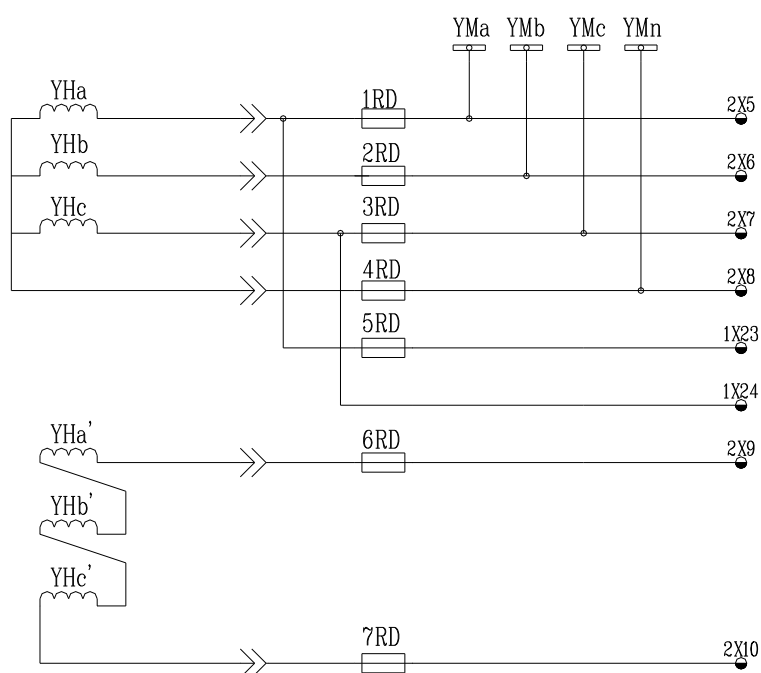 YMa YMb YMc YMn
YHa
1RD
2X5
YHb
2RD
2X6
YHc
3RD
2X7
4RD
2X8
5RD
1X23
1X24
YHa'
6RD
2X9
YHb'
YHc'
7RD
2X10